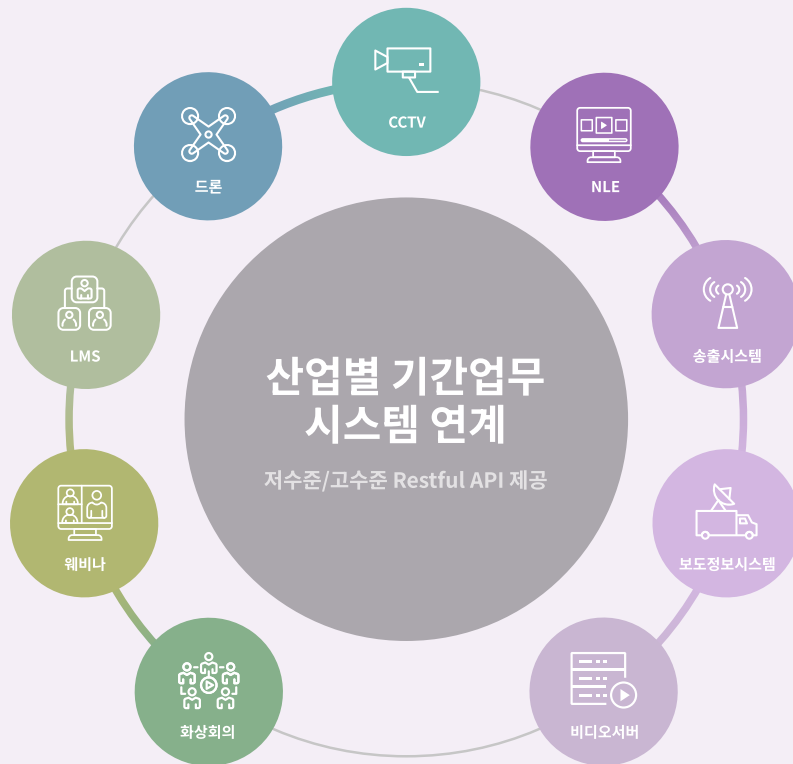 CCTV
드론
NLE
LMS
송출시스템
산업별 기간업무
시스템 연계
저수준/고수준 Restful API 제공
웨비나
보도정보시스템
화상회의
비디오서버